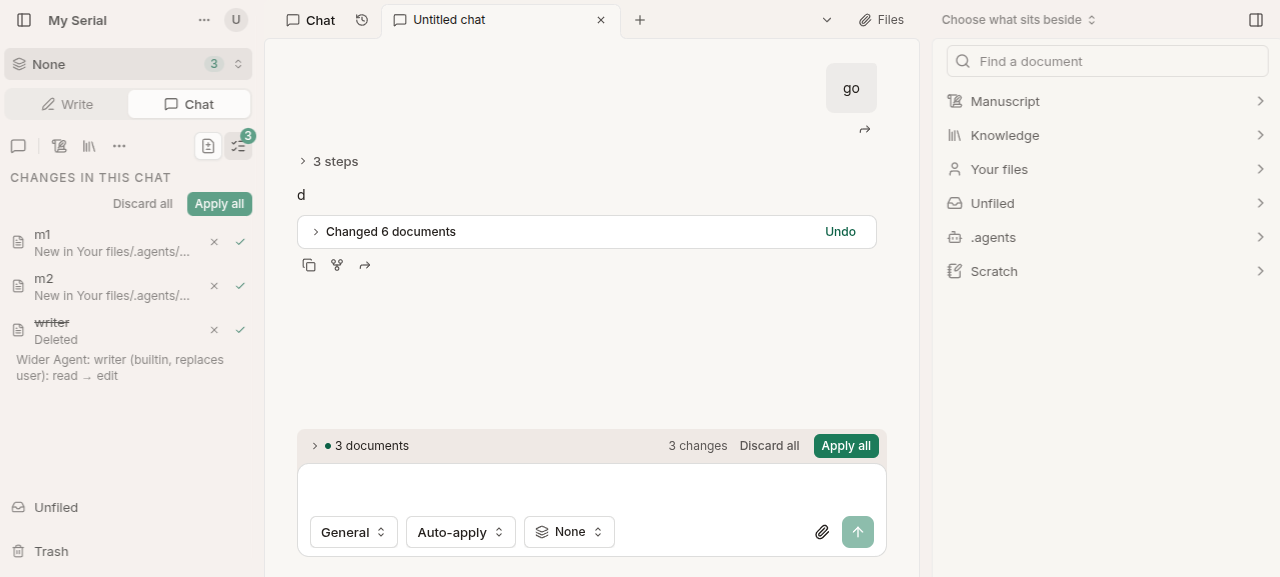 My Serial
U
Chat
Untitled chat
Files
Choose what sits beside
None
3
Write
Chat
3
CHANGES IN THIS CHAT
Discard all
Apply all
m1
New in Your files/.agents/...
m2
New in Your files/.agents/...
writer
Deleted
Wider Agent: writer (builtin, replaces
user): read → edit
Unfiled
Trash
go
3 steps
d
Changed 6 documents
Undo
3 documents
3 changes
Discard all
Apply all
General
Auto-apply
None
Find a document
Manuscript
Knowledge
Your files
Unfiled
.agents
Scratch